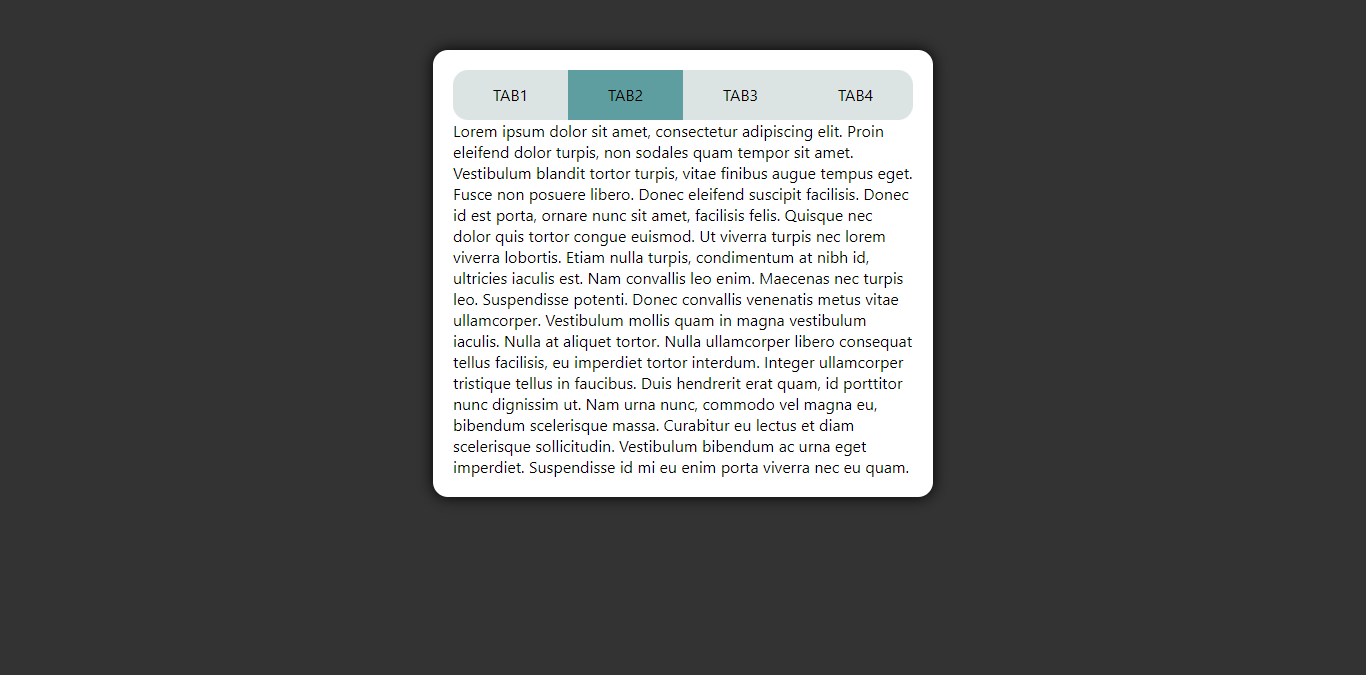 TAB1 TAB2 TAB3 TAB4
Lorem ipsum dolor sit amet, consectetur adipiscing elit. Proin
eleifend dolor turpis, non sodales quam tempor sit amet.
Vestibulum blandit tortor turpis, vitae finibus augue tempus eget.
Fusce non posuere libero. Donec eleifend suscipit facilisis. Donec
id est porta, ornare nunc sit amet, facilisis felis. Quisque nec
dolor quis tortor congue euismod. Ut viverra turpis nec lorem
viverra lobortis. Etiam nulla turpis, condimentum at nibh id,
ultricies iaculis est. Nam convallis leo enim. Maecenas nec turpis
leo. Suspendisse potenti. Donec convallis venenatis metus vitae
ullamcorper. Vestibulum mollis quam in magna vestibulum
iaculis. Nulla at aliquet tortor. Nulla ullamcorper libero consequat
tellus facilisis, eu imperdiet tortor interdum. Integer ullamcorper
tristique tellus in faucibus. Duis hendrerit erat quam, id porttitor
nunc dignissim ut. Nam urna nunc, commodo vel magna eu,
bibendum scelerisque massa. Curabitur eu lectus et diam
scelerisque sollicitudin. Vestibulum bibendum ac urna eget
imperdiet. Suspendisse id mi eu enim porta viverra nec eu quam.